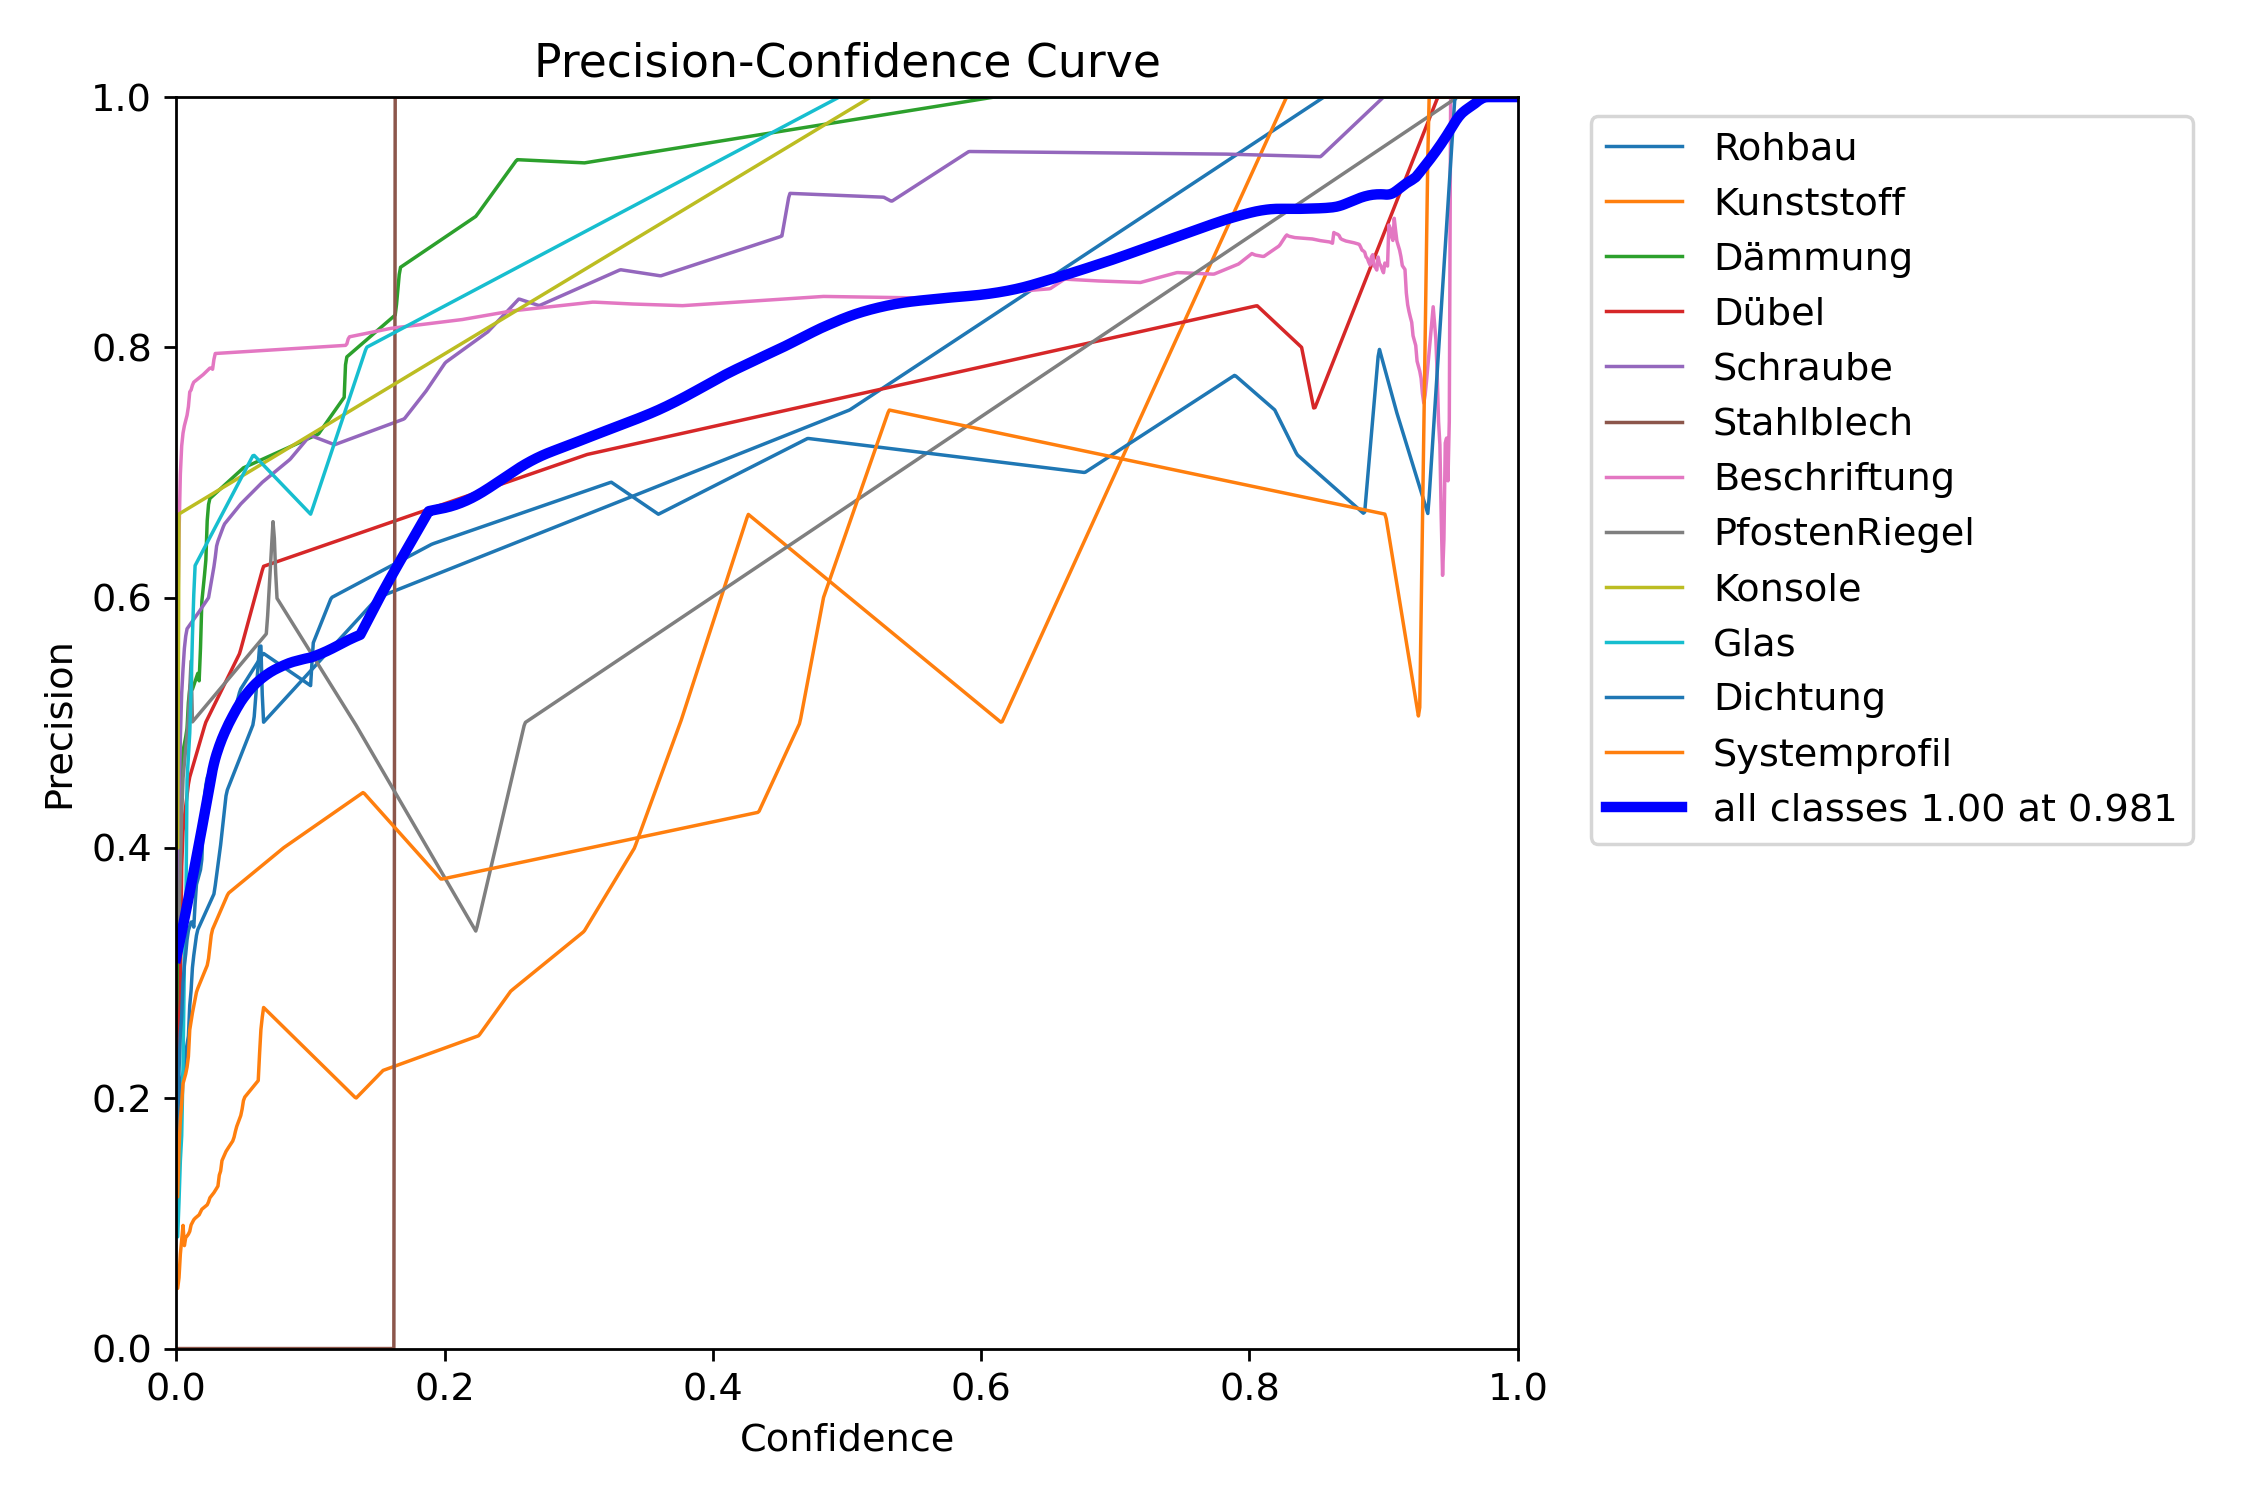 Precision-Confidence Curve
1.0
0.8
0.6
0.4
0.2
0.0
Precision
0.0
0.2
0.4
0.6
0.8
1.0
Confidence
Rohbau
Kunststoff
Dämmung
Dübel
Schraube
Stahlblech
Beschriftung
PfostenRiegel
Konsole
Glas
Dichtung
Systemprofil
all classes 1.00 at 0.981